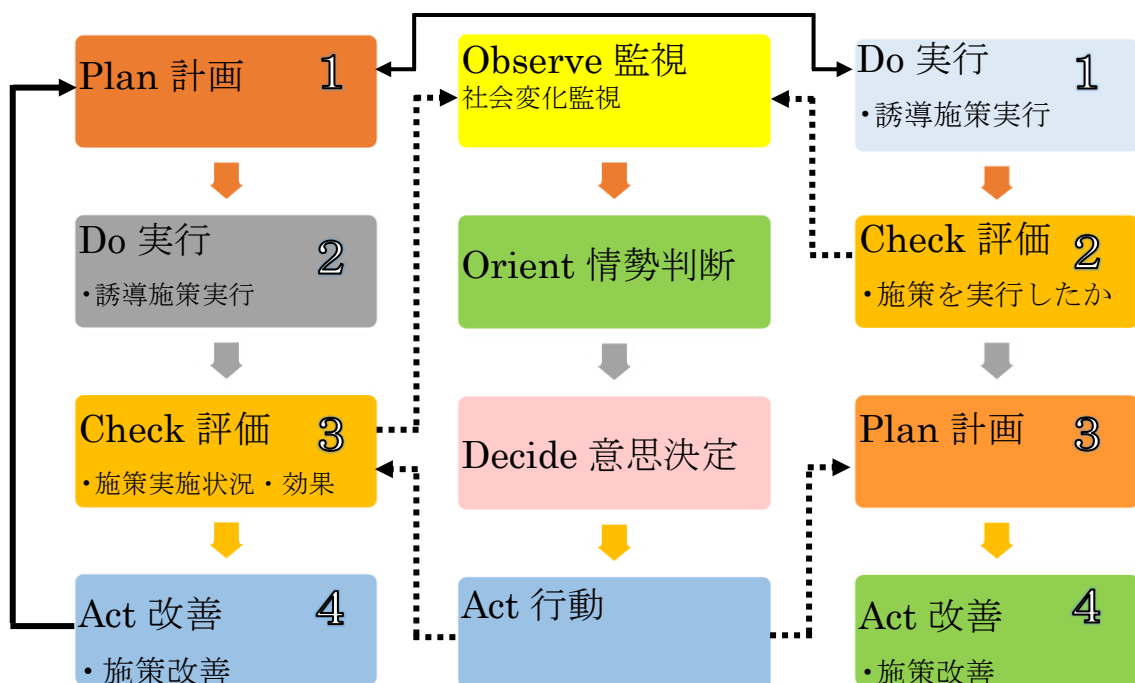 Plan 計画 1
Do 実行 2
・誘導施策実行
Check 評価 3
・施策実施状況・効果
Act 改善 4
・施策改善
Observe 監視
社会変化監視
Orient 情勢判断
Decide 意思決定
Act 行動
Do 実行 1
・誘導施策実行
Check 評価 2
・施策を実行したか
Plan 計画 3
Act 改善 4
・施策改善